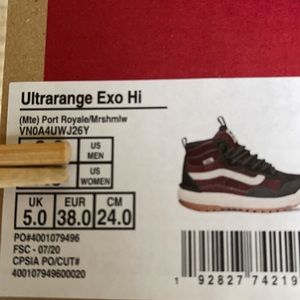 Ultrarange Exo Hi
(Mte) Port Royale/Mrshmlw
VN0A4UWJ26Y
US
MEN
US
WOMEN
UK
5.0
EUR
38.0
CM
24.0
PO#4001079496
FSC - 07/20
CPSIA PO/CUT#
400107949600020
1 92827 74219